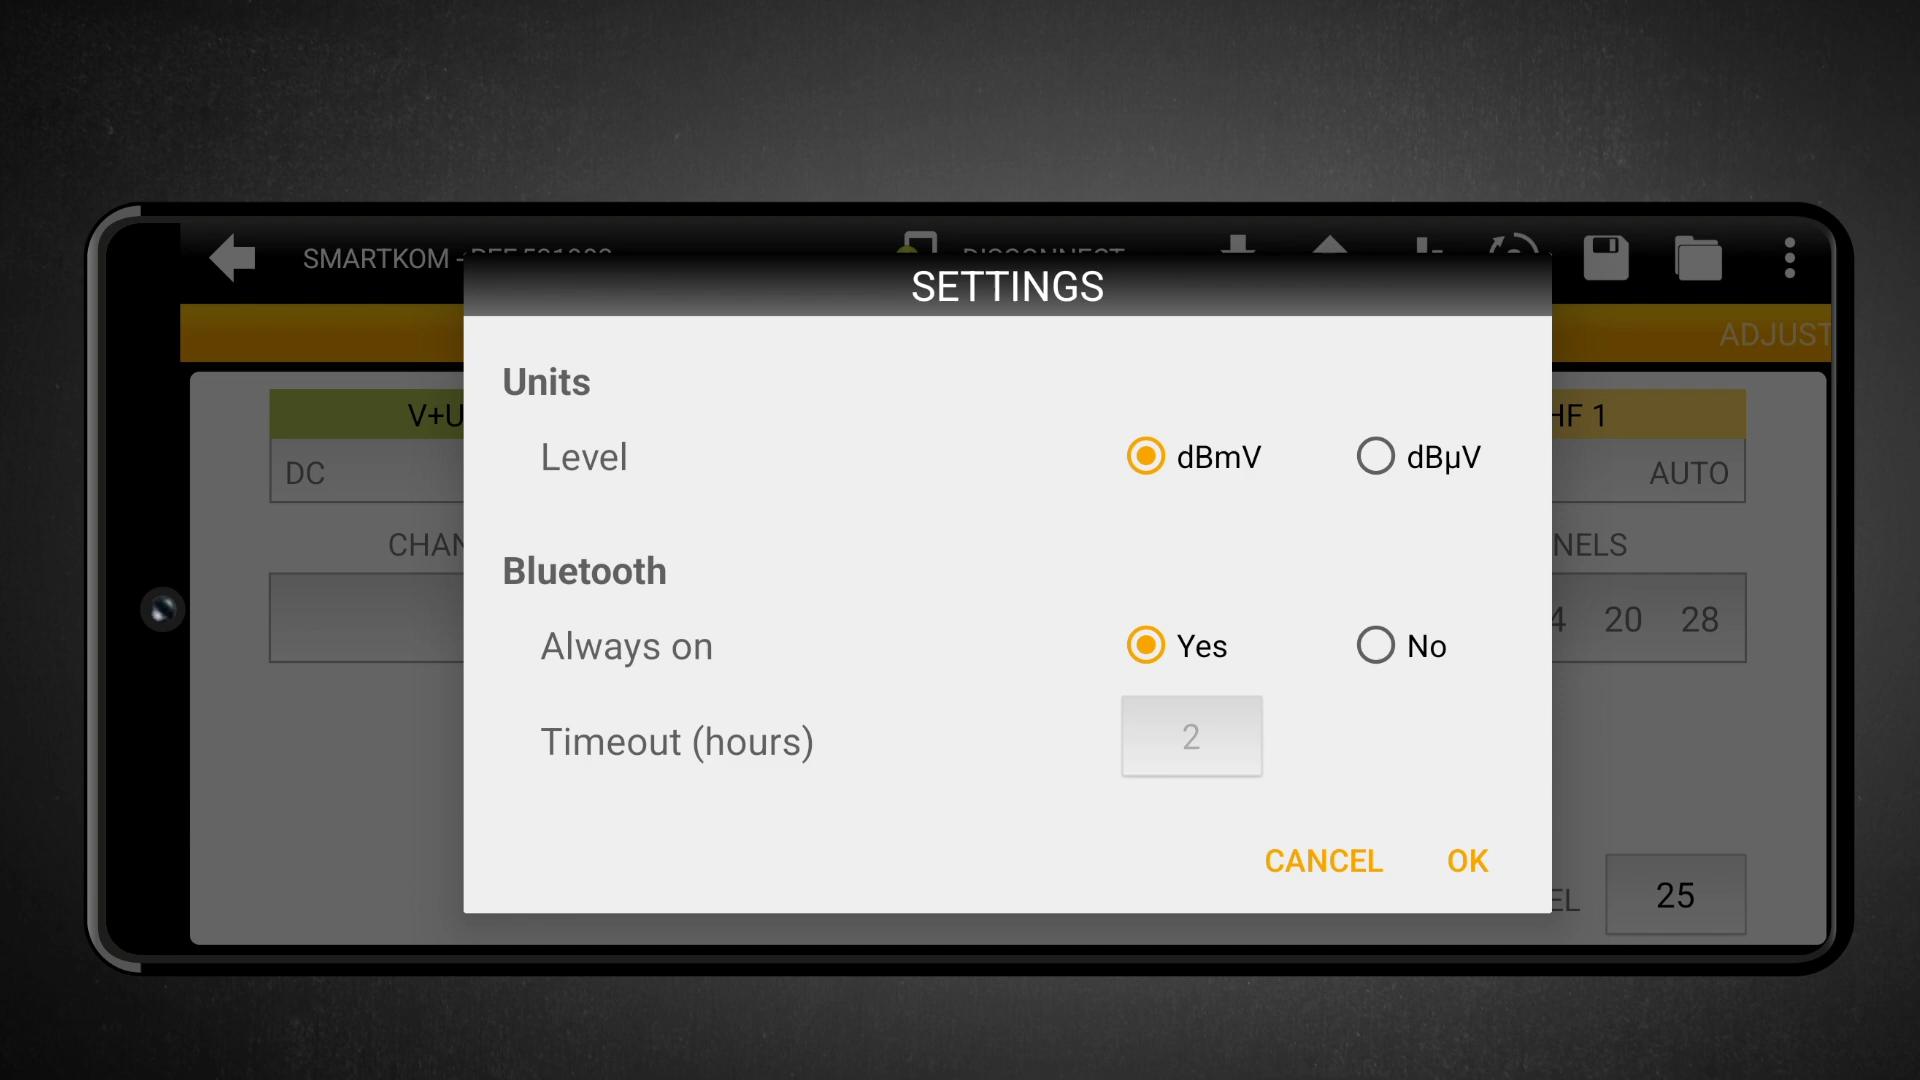 SMARTKOM -
SETTINGS
ADJUST
Units
V+U
HF 1
Level dBmV dBµV
DC
AUTO
CHAN
NELS
Bluetooth
4 20 28
Always on Yes No
Timeout (hours) 2
CANCEL OK
EL 25